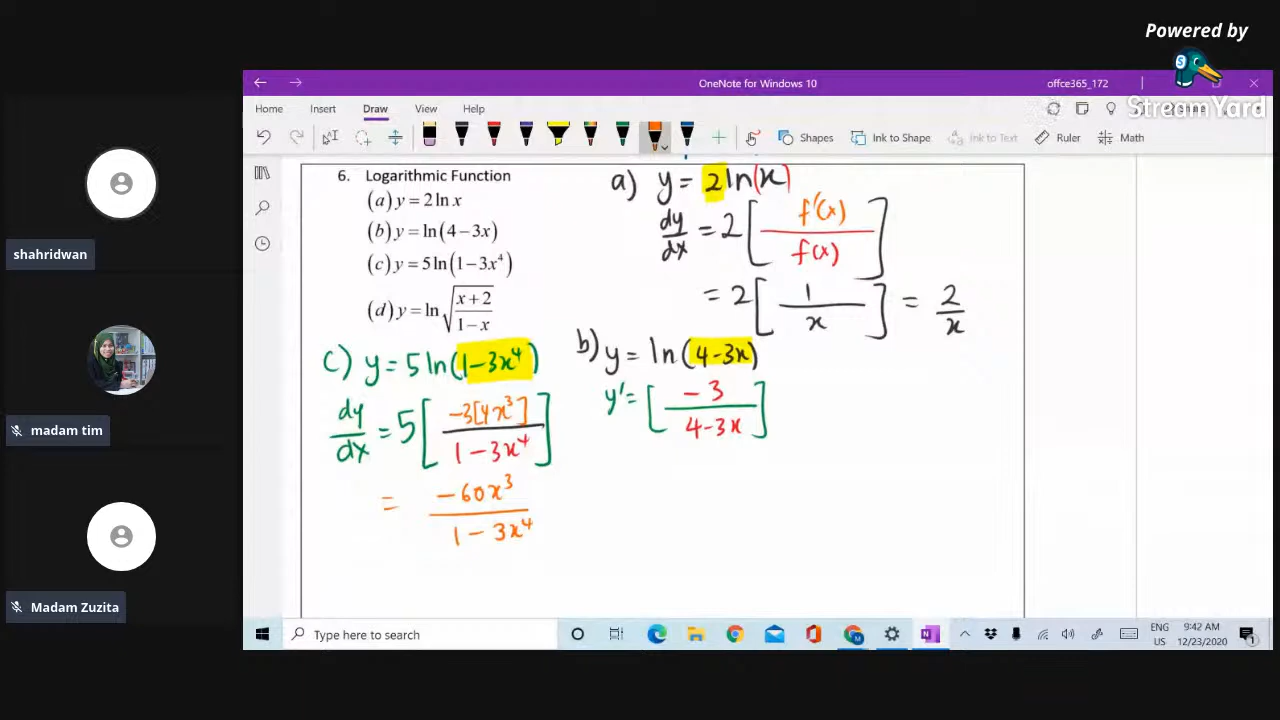 Powered by
StreamYard
OneNote for Windows 10
offce365_172
Home Insert Draw View Help
Shapes Ink to Shape Ink to Text Ruler Math
6. Logarithmic Function
(a) y = 2 ln x
(b) y = ln(4 − 3x)
(c) y = 5 ln(1 − 3x⁴)
(d) y = ln √((x + 2)/(1 − x))
a) y = 2 ln(x)
dy/dx = 2 [ f'(x) / f(x) ]
= 2 [ 1 / x ] = 2/x
b) y = ln(4-3x)
y' = [ -3 / 4-3x ]
c) y = 5 ln(1-3x⁴)
dy/dx = 5 [ -3[4x³] / 1-3x⁴ ]
= -60x³ / 1-3x⁴
shahridwan
madam tim
Madam Zuzita
Type here to search
ENG
US
9:42 AM
12/23/2020
1